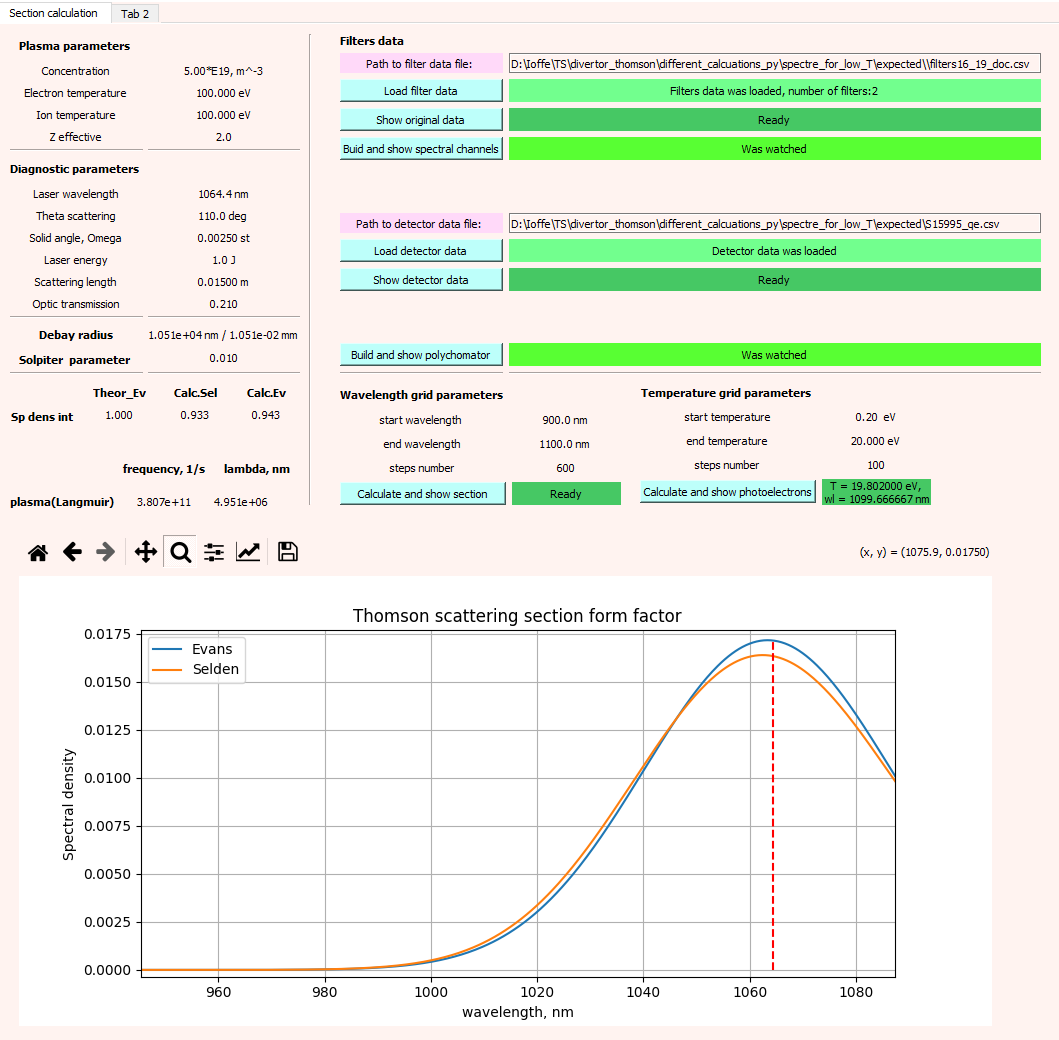 Section calculation
Tab 2
Plasma parameters
Concentration 5.00*E19, m^-3
Electron temperature 100.000 eV
Ion temperature 100.000 eV
Z effective 2.0
Diagnostic parameters
Laser wavelength 1064.4 nm
Theta scattering 110.0 deg
Solid angle, Omega 0.00250 st
Laser energy 1.0 J
Scattering length 0.01500 m
Optic transmission 0.210
Debay radius 1.051e+04 nm / 1.051e-02 mm
Solpiter parameter 0.010
Theor_Ev Calc.Sel Calc.Ev
Sp dens int 1.000 0.933 0.943
frequency, 1/s lambda, nm
plasma(Langmuir) 3.807e+11 4.951e+06
Filters data
Path to filter data file: D:\Ioffe\TS\divertor_thomson\different_calcuations_py\spectre_for_low_T\expected\\filters16_19_doc.csv
Load filter data Filters data was loaded, number of filters:2
Show original data Ready
Buid and show spectral channels Was watched
Path to detector data file: D:\Ioffe\TS\divertor_thomson\different_calcuations_py\spectre_for_low_T\expected\S15995_qe.csv
Load detector data Detector data was loaded
Show detector data Ready
Build and show polychomator Was watched
Wavelength grid parameters
start wavelength 900.0 nm
end wavelength 1100.0 nm
steps number 600
Calculate and show section Ready
Temperature grid parameters
start temperature 0.20 eV
end temperature 20.000 eV
steps number 100
Calculate and show photoelectrons T = 19.802000 eV,
wl = 1099.666667 nm
(x, y) = (1075.9, 0.01750)
Thomson scattering section form factor
Evans
Selden
Spectral density
0.0175
0.0150
0.0125
0.0100
0.0075
0.0050
0.0025
0.0000
960 980 1000 1020 1040 1060 1080
wavelength, nm